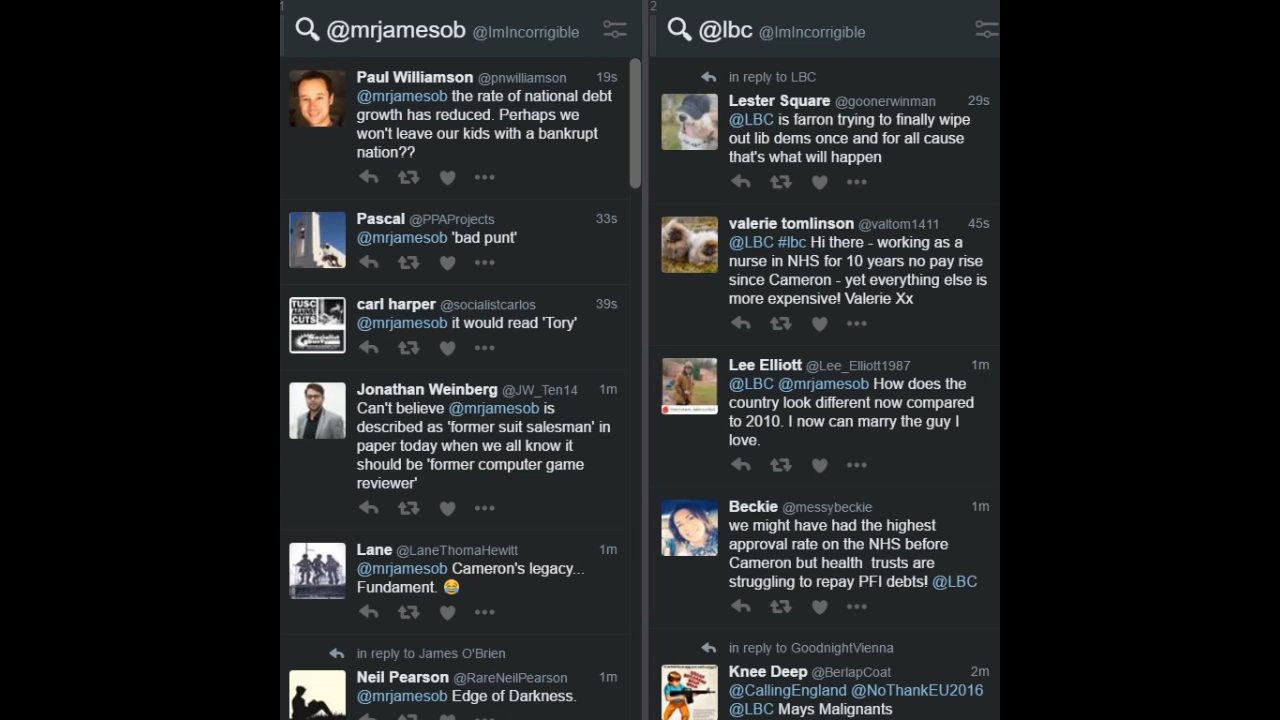 1
@mrjamesob @ImIncorrigible
Paul Williamson @pnwilliamson 19s
@mrjamesob the rate of national debt
growth has reduced. Perhaps we
won't leave our kids with a bankrupt
nation??
Pascal @PPAProjects 33s
@mrjamesob 'bad punt'
carl harper @socialistcarlos 39s
@mrjamesob it would read 'Tory'
TUSC
CUTS
Jonathan Weinberg @JW_Ten14 1m
Can't believe @mrjamesob is
described as 'former suit salesman' in
paper today when we all know it
should be 'former computer game
reviewer'
Lane @LaneThomaHewitt 1m
@mrjamesob Cameron's legacy...
Fundament. 😂
in reply to James O'Brien
Neil Pearson @RareNeilPearson 1m
@mrjamesob Edge of Darkness.
2
@lbc @ImIncorrigible
in reply to LBC
Lester Square @goonerwinman 29s
@LBC is farron trying to finally wipe
out lib dems once and for all cause
that's what will happen
valerie tomlinson @valtom1411 45s
@LBC #lbc Hi there - working as a
nurse in NHS for 10 years no pay rise
since Cameron - yet everything else is
more expensive! Valerie Xx
Lee Elliott @Lee_Elliott1987 1m
@LBC @mrjamesob How does the
country look different now compared
to 2010. I now can marry the guy I
love.
Beckie @messybeckie 1m
we might have had the highest
approval rate on the NHS before
Cameron but health trusts are
struggling to repay PFI debts! @LBC
in reply to GoodnightVienna
Knee Deep @BerlapCoat 2m
@CallingEngland @NoThankEU2016
@LBC Mays Malignants